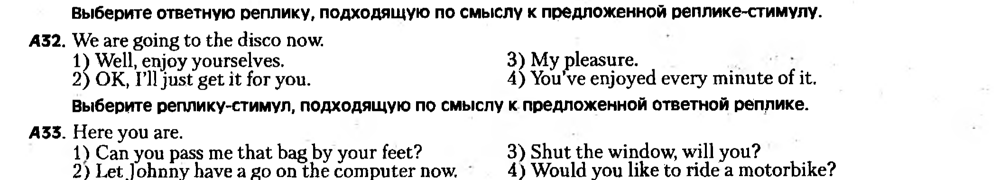 Выберите ответную реплику, подходящую по смыслу к предложенной реплике-стимулу.
А32. We are going to the disco now.
1) Well, enjoy yourselves. 3) My pleasure.
2) OK, I'll just get it for you. 4) You've enjoyed every minute of it.
Выберите реплику-стимул, подходящую по смыслу к предложенной ответной реплике.
А33. Here you are.
1) Can you pass me that bag by your feet? 3) Shut the window, will you?
2) Let Johnny have a go on the computer now. 4) Would you like to ride a motorbike?